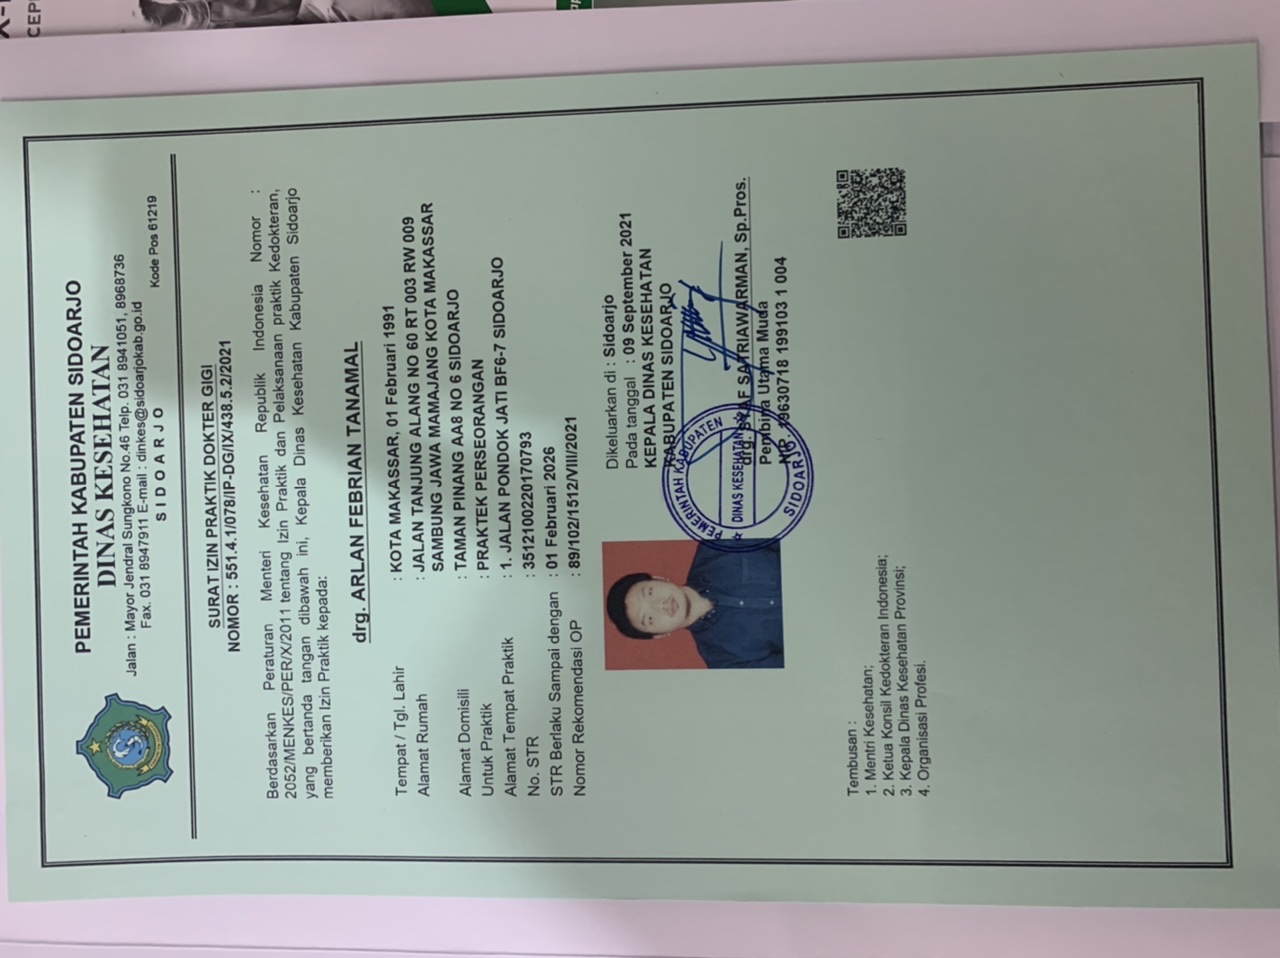 PEMERINTAH KABUPATEN SIDOARJO
DINAS KESEHATAN
Jalan : Mayor Jendral Sungkono No.46 Telp. 031 8941051, 8968736
Fax. 031 8947911 E-mail : dinkes@sidoarjokab.go.id
S I D O A R J O
Kode Pos 61219
SURAT IZIN PRAKTIK DOKTER GIGI
NOMOR : 551.4.1/078/IP-DG/IX/438.5.2/2021
Berdasarkan Peraturan Menteri Kesehatan Republik Indonesia Nomor :
2052/MENKES/PER/X/2011 tentang Izin Praktik dan Pelaksanaan praktik Kedokteran,
yang bertanda tangan dibawah ini, Kepala Dinas Kesehatan Kabupaten Sidoarjo
memberikan Izin Praktik kepada:
drg. ARLAN FEBRIAN TANAMAL
Tempat / Tgl. Lahir : KOTA MAKASSAR, 01 Februari 1991
Alamat Rumah : JALAN TANJUNG ALANG NO 60 RT 003 RW 009
SAMBUNG JAWA MAMAJANG KOTA MAKASSAR
Alamat Domisili : TAMAN PINANG AA8 NO 6 SIDOARJO
Untuk Praktik : PRAKTEK PERSEORANGAN
Alamat Tempat Praktik : 1. JALAN PONDOK JATI BF6-7 SIDOARJO
No. STR : 3512100220170793
STR Berlaku Sampai dengan : 01 Februari 2026
Nomor Rekomendasi OP : 89/102/1512/VIII/2021
Dikeluarkan di : Sidoarjo
Pada tanggal : 09 September 2021
KEPALA DINAS KESEHATAN
KABUPATEN SIDOARJO
PEMERINTAH KABUPATEN
DINAS KESEHATAN
SIDOARJO
drg. SYAF SATRIAWARMAN, Sp.Pros.
Pembina Utama Muda
NIP. 19630718 199103 1 004
Tembusan :
1. Mentri Kesehatan;
2. Ketua Konsil Kedokteran Indonesia;
3. Kepala Dinas Kesehatan Provinsi;
4. Organisasi Profesi.